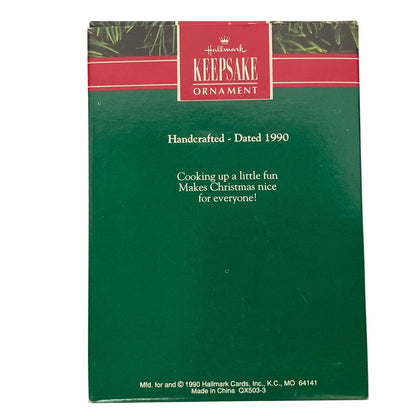 Hallmark
KEEPSAKE
ORNAMENT
Handcrafted - Dated 1990
Cooking up a little fun
Makes Christmas nice
for everyone!
Mfd. for and © 1990 Hallmark Cards, Inc., K.C., MO 64141
Made in China QX503-3